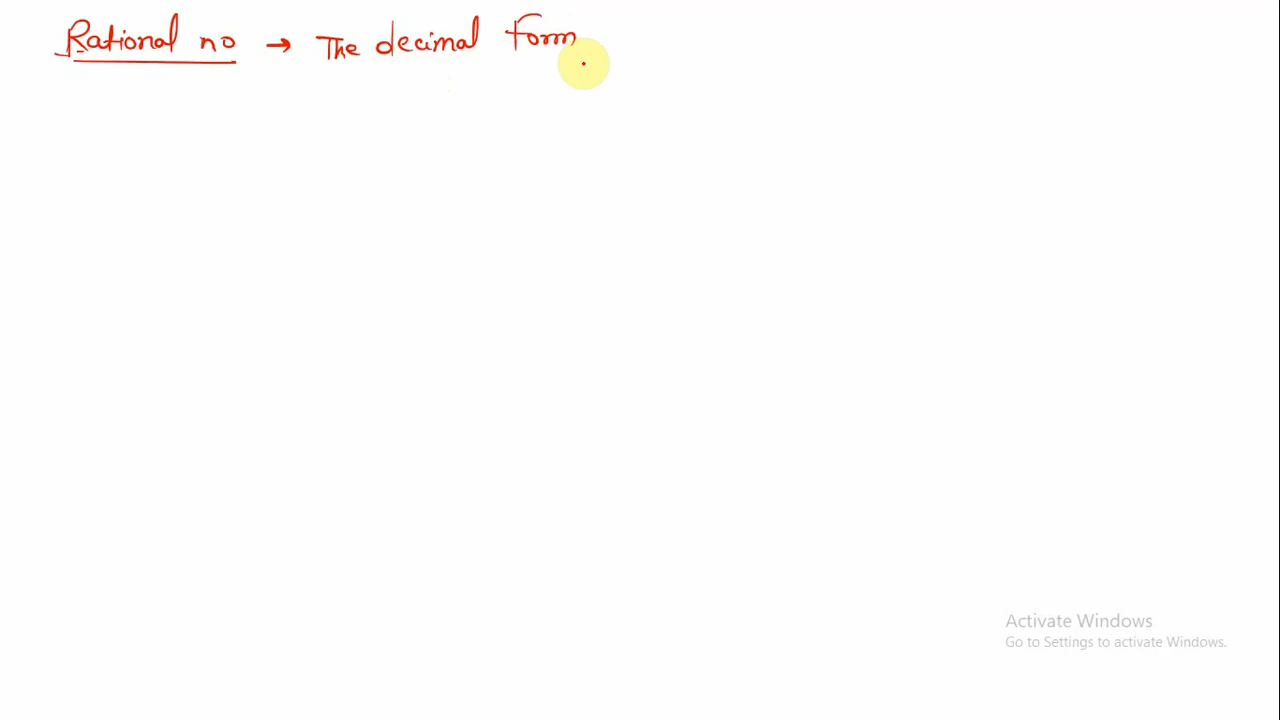 Rational no → The decimal form
Activate Windows
Go to Settings to activate Windows.